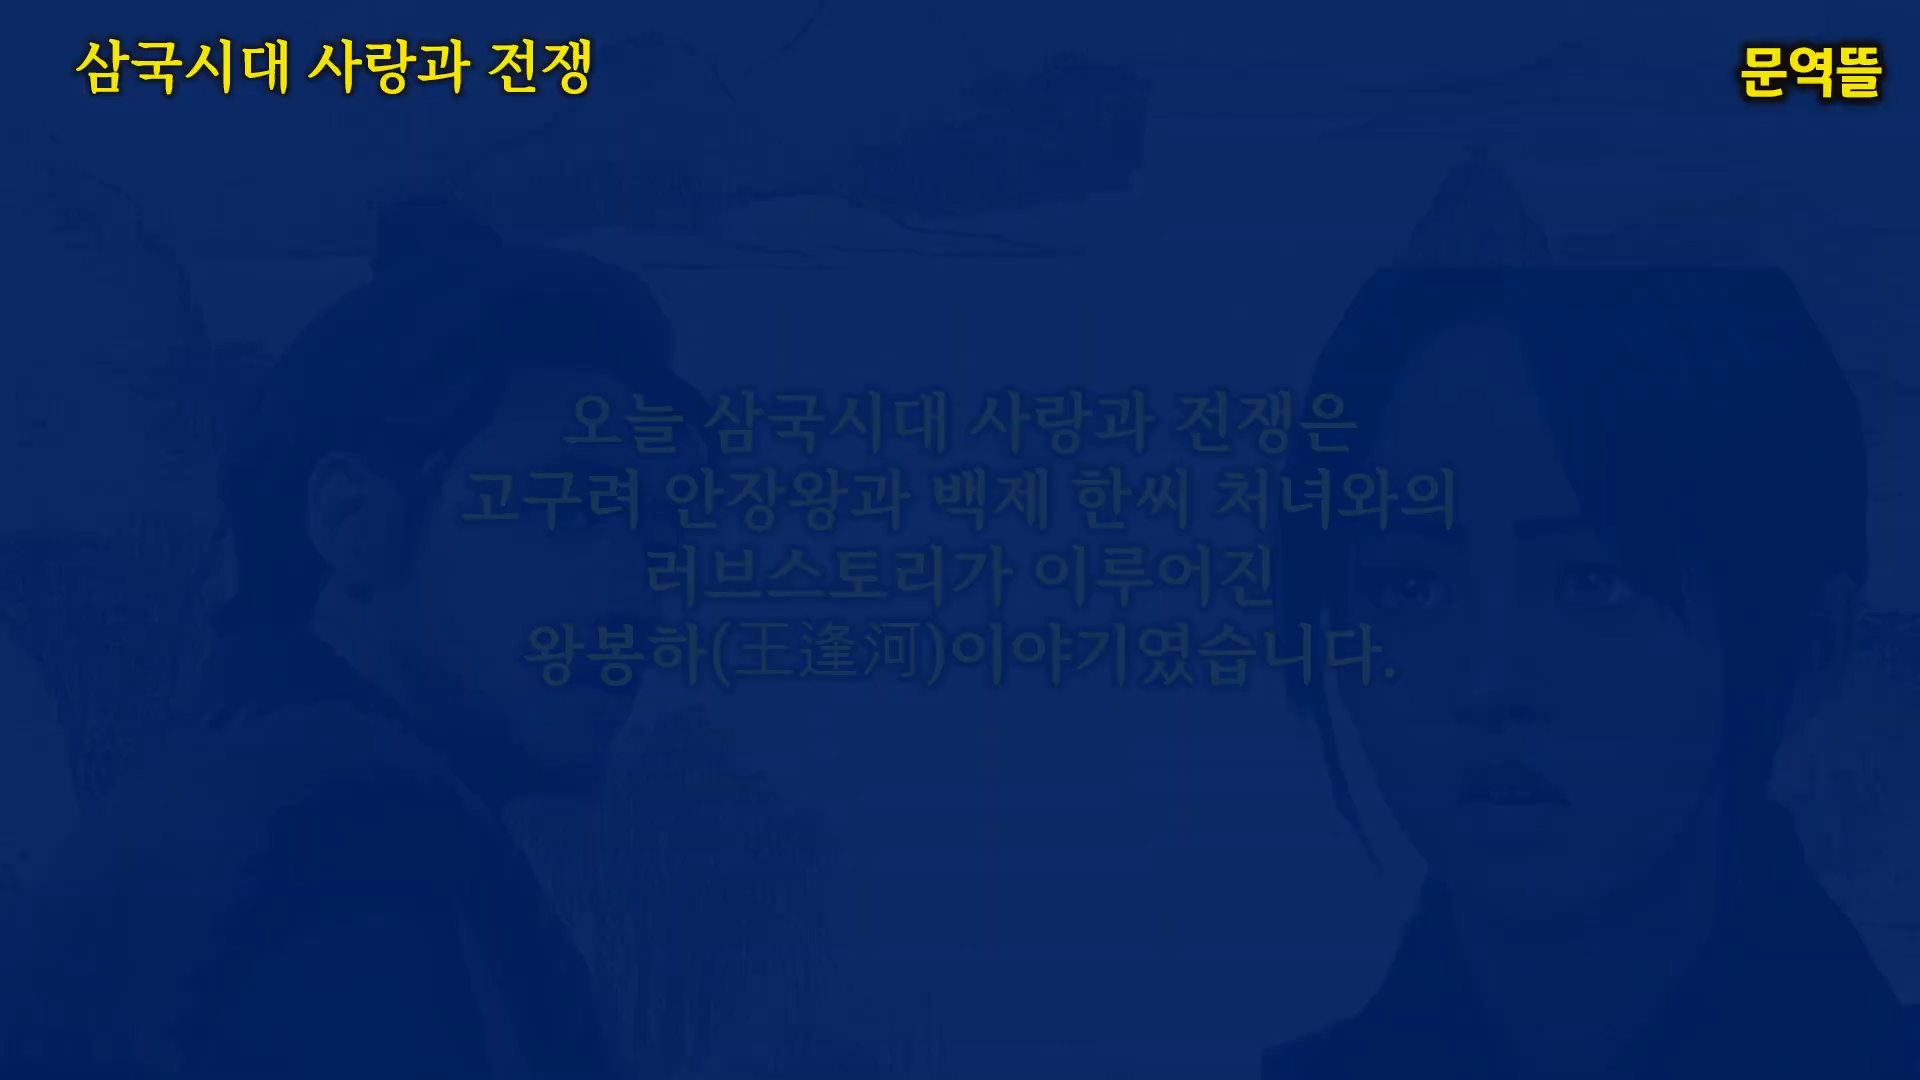 삼국시대 사랑과 전쟁
문역뜰
오늘 삼국시대 사랑과 전쟁은
고구려 안장왕과 백제 한씨 처녀와의
러브스토리가 이루어진
왕봉하(王逢河)이야기였습니다.